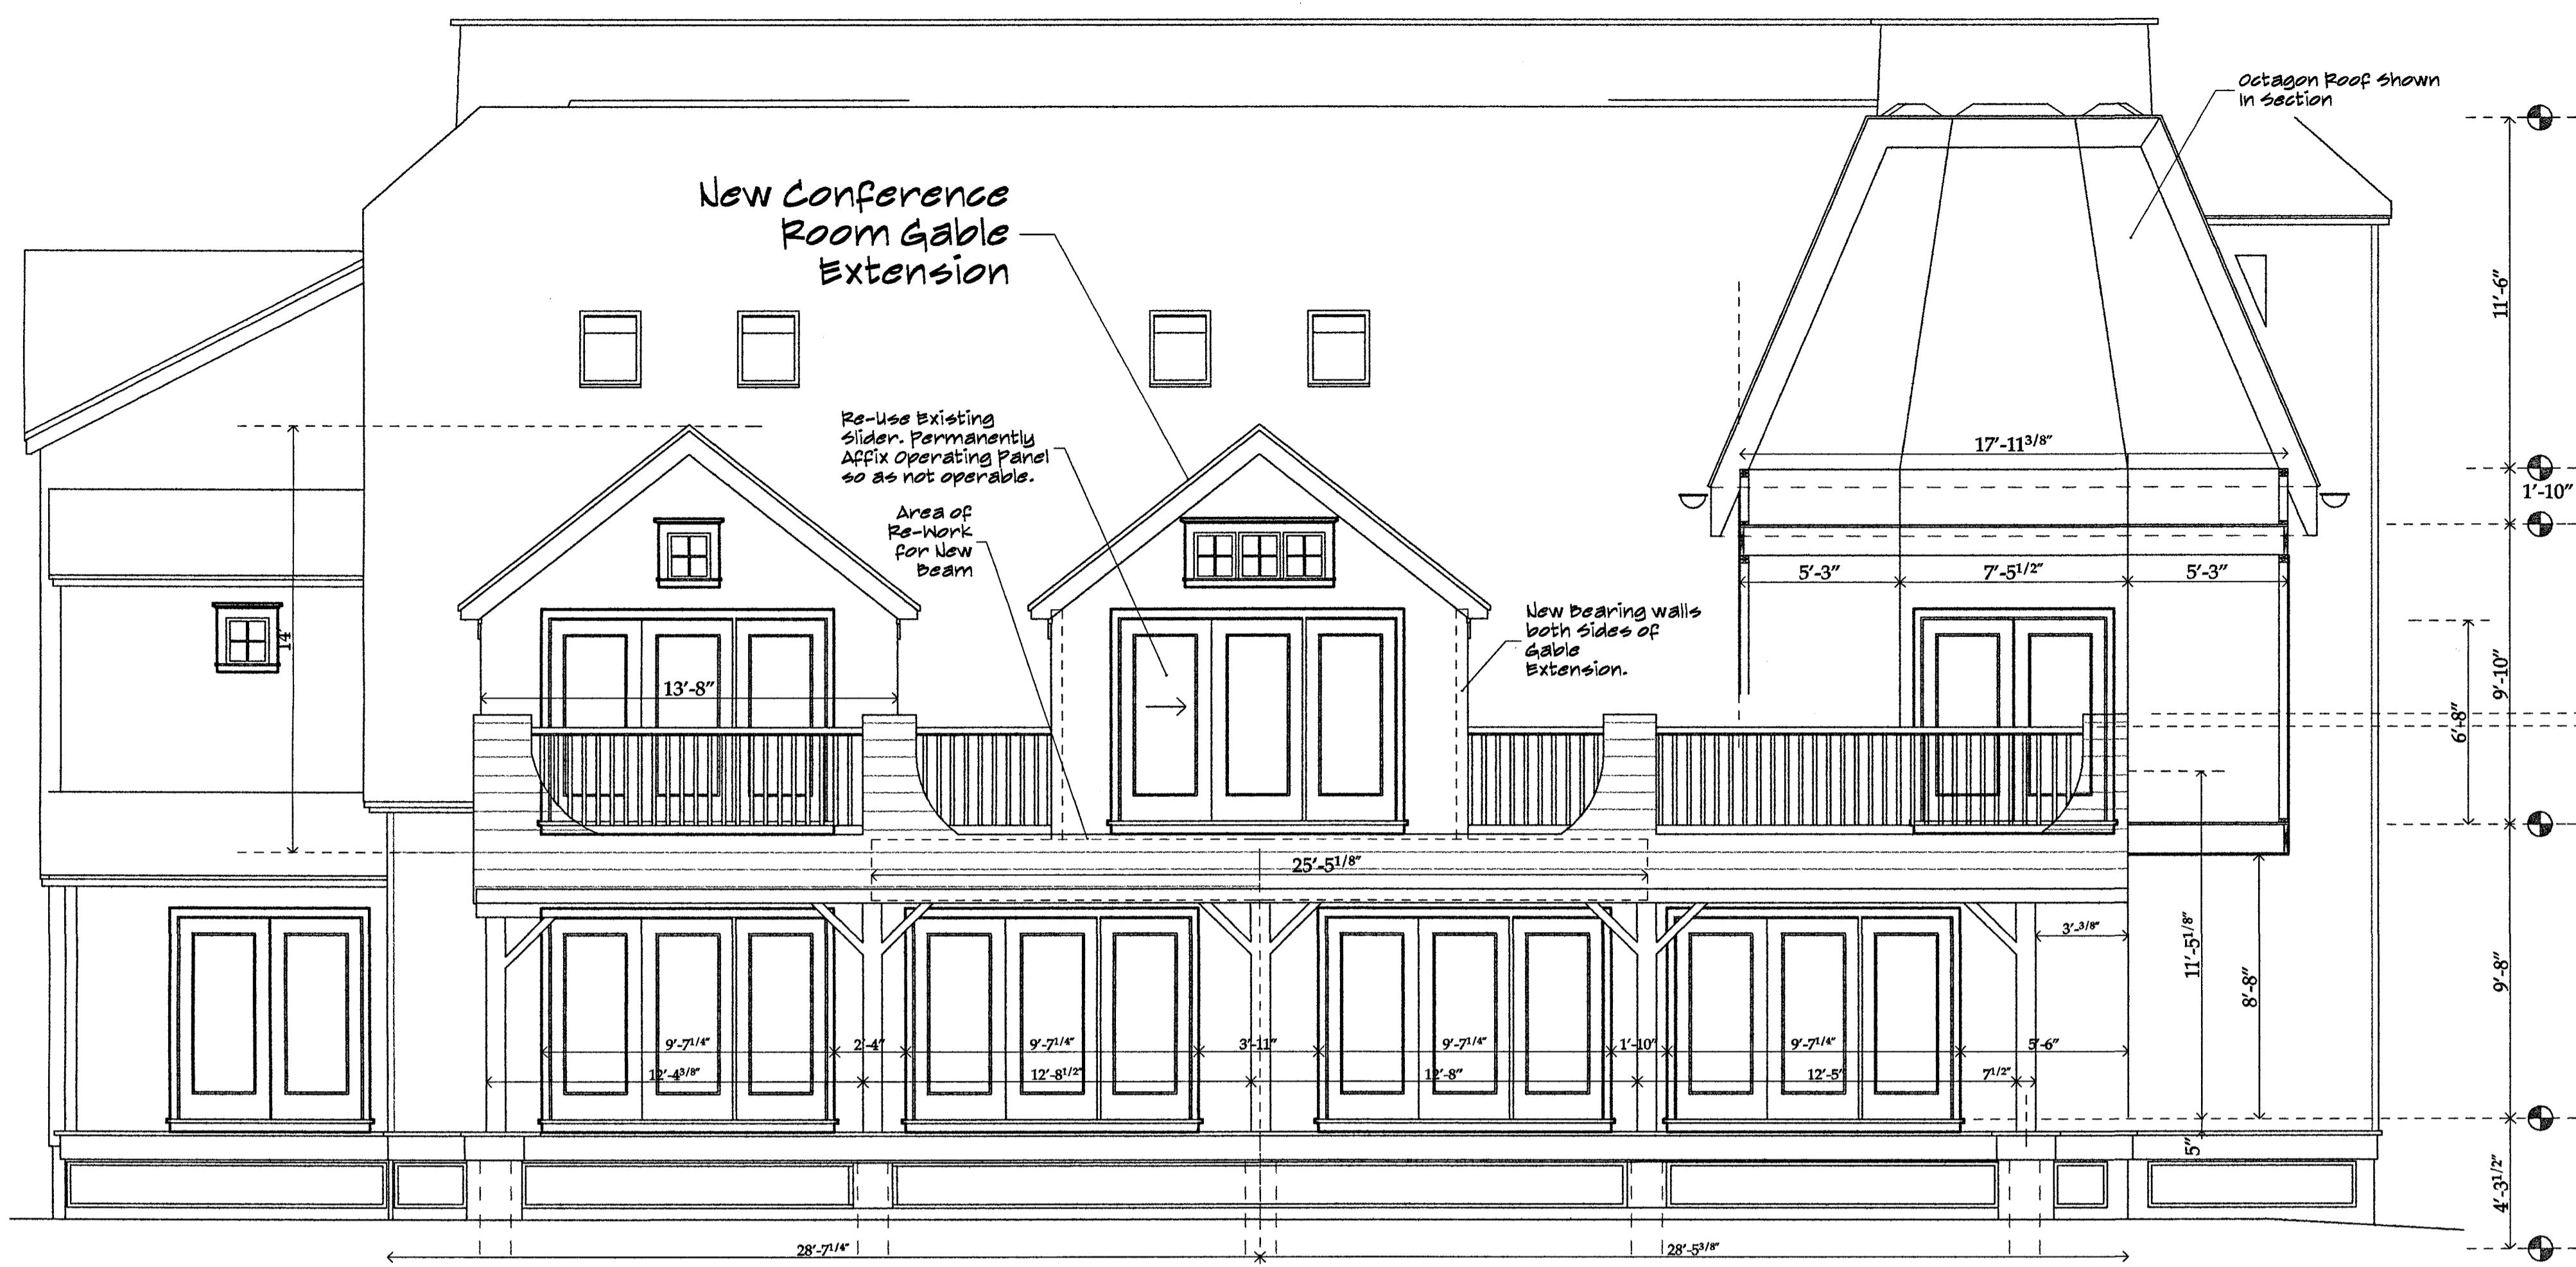 Octagon Roof Shown
In Section
New Conference
Room Gable
Extension
11'-6"
Re-Use Existing
Slider. Permanently
Affix Operating Panel
so as not operable.
17'-11 3/8"
1'-10"
Area of
Re-Work
for New
Beam
5'-3"
7'-5 1/2"
5'-3"
New Bearing walls
both Sides of
Gable
Extension.
14'
13'-8"
9'-10"
6'-8"
25'-5 1/8"
3'-3/8"
11'-5 1/8"
8'-8"
9'-8"
9'-7 1/4"
2'-4"
9'-7 1/4"
3'-11"
9'-7 1/4"
1'-10"
9'-7 1/4"
5'-6"
12'-4 3/8"
12'-8 1/2"
12'-8"
12'-5"
7 1/2"
5"
4'-3 1/2"
28'-7 1/4"
28'-5 3/8"